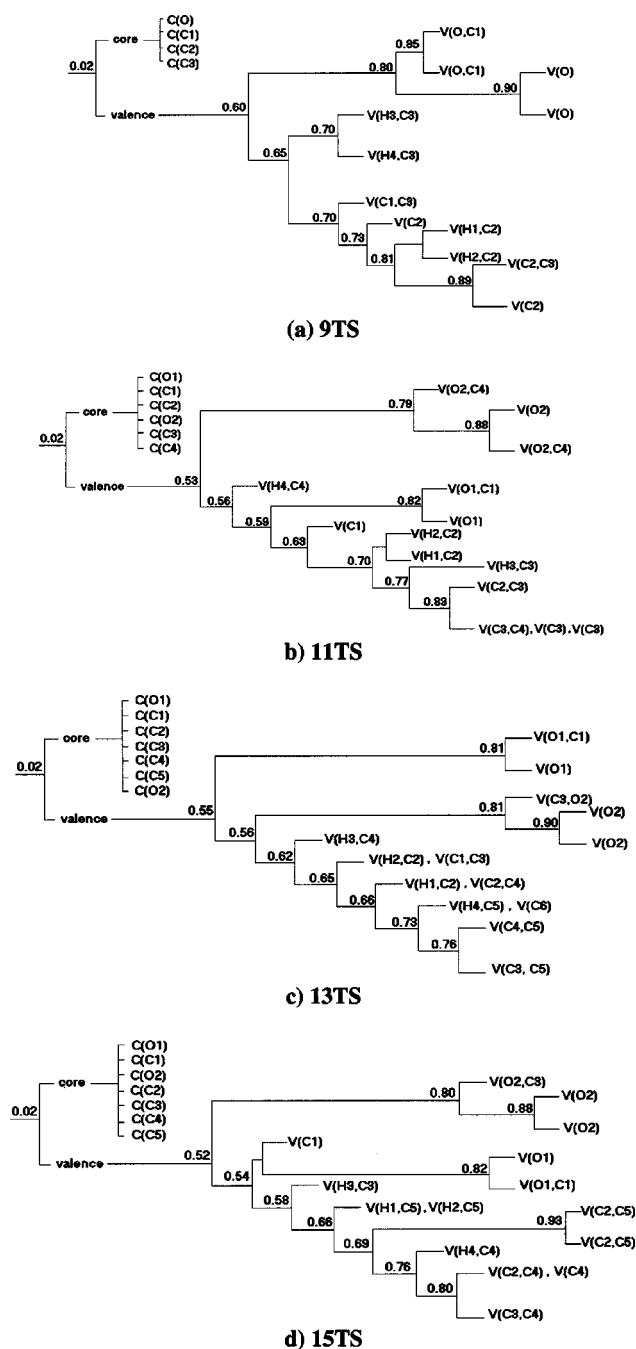 C(O)
C(C1)
core
C(C2)
C(C3)
0.02
valence
0.60
0.80
0.85
V(O,C1)
V(O,C1)
0.90
V(O)
V(O)
0.65
0.70
V(H3,C3)
V(H4,C3)
0.70
V(C1,C3)
0.73
V(C2)
0.81
V(H1,C2)
V(H2,C2)
0.89
V(C2,C3)
V(C2)
(a) 9TS
C(O1)
C(C1)
core
C(C2)
C(O2)
C(C3)
C(C4)
0.02
valence
0.53
0.79
V(O2,C4)
0.88
V(O2)
V(O2,C4)
0.56
V(H4,C4)
0.59
0.82
V(O1,C1)
V(O1)
0.63
V(C1)
0.70
V(H2,C2)
V(H1,C2)
0.77
V(H3,C3)
0.83
V(C2,C3)
V(C3,C4),V(C3),V(C3)
b) 11TS
C(O1)
C(C1)
C(C2)
core
C(C3)
C(C4)
C(C5)
C(O2)
0.02
valence
0.55
0.81
V(O1,C1)
V(O1)
0.56
0.81
V(C3,O2)
0.90
V(O2)
V(O2)
0.62
V(H3,C4)
0.65
V(H2,C2) , V(C1,C3)
0.66
V(H1,C2) , V(C2,C4)
0.73
V(H4,C5) , V(C6)
0.76
V(C4,C5)
V(C3, C5)
c) 13TS
C(O1)
C(C1)
C(O2)
core
C(C2)
C(C3)
C(C4)
C(C5)
0.02
valence
0.52
0.80
V(O2,C3)
0.88
V(O2)
V(O2)
0.54
V(C1)
0.82
V(O1)
V(O1,C1)
0.58
V(H3,C3)
0.66
V(H1,C5) , V(H2,C5)
0.69
0.93
V(C2,C5)
V(C2,C5)
0.76
V(H4,C4)
0.80
V(C2,C4) , V(C4)
V(C3,C4)
d) 15TS